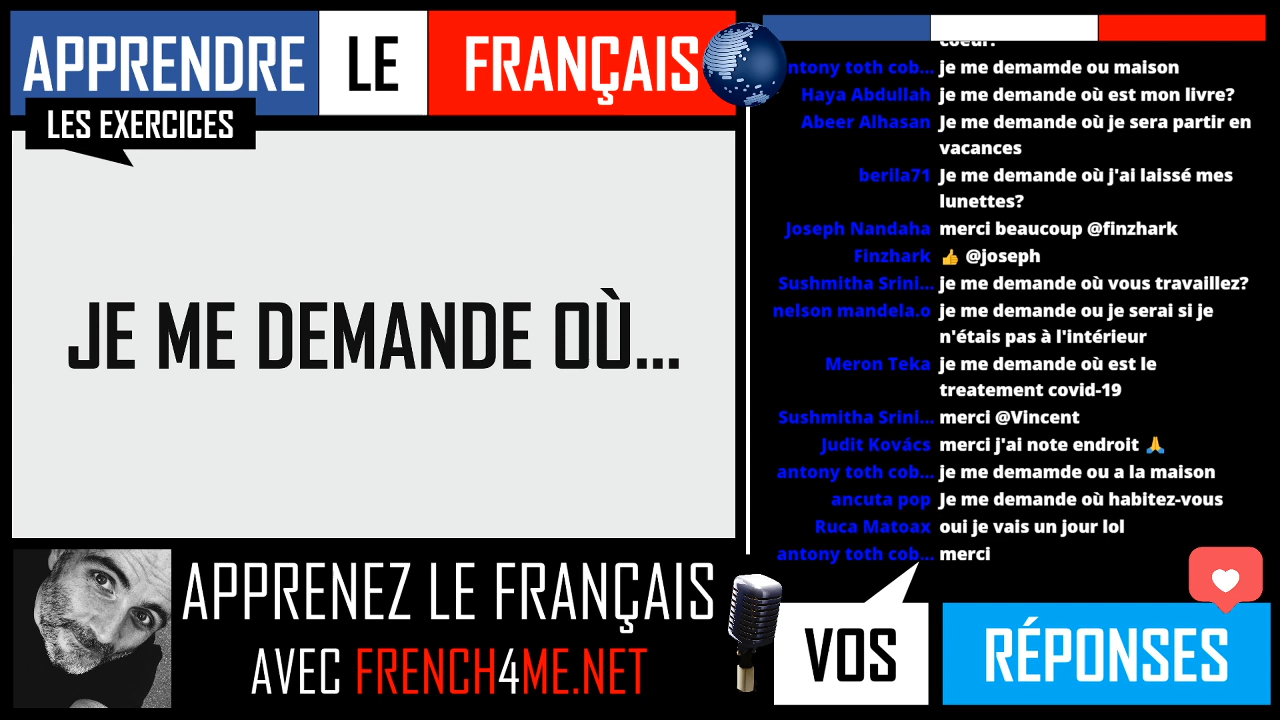 APPRENDRE LE FRANÇAIS
LES EXERCICES
JE ME DEMANDE OÙ...
APPRENEZ LE FRANÇAIS
AVEC FRENCH4ME.NET
coeur?
ntony toth cob... je me demamde ou maison
Haya Abdullah je me demande où est mon livre?
Abeer Alhasan Je me demande où je sera partir en
vacances
berila71 Je me demande où j'ai laissé mes
lunettes?
Joseph Nandaha merci beaucoup @finzhark
Finzhark 👍 @joseph
Sushmitha Srini... je me demande où vous travaillez?
nelson mandela.o je me demande ou je serai si je
n'étais pas à l'intérieur
Meron Teka je me demande où est le
treatement covid-19
Sushmitha Srini... merci @Vincent
Judit Kovács merci j'ai note endroit 🙏
antony toth cob... je me demamde ou a la maison
ancuta pop Je me demande où habitez-vous
Ruca Matoax oui je vais un jour lol
antony toth cob... merci
VOS RÉPONSES